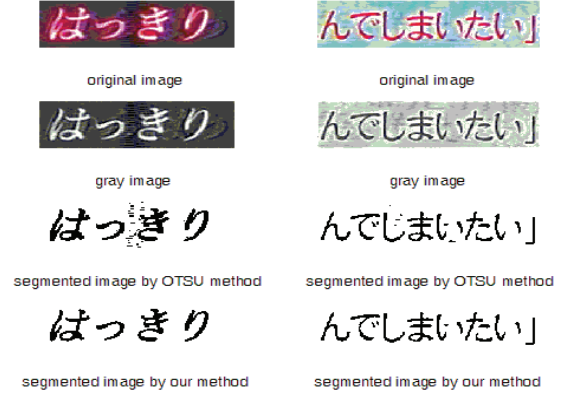 はっきり んでしまいたい」
original image original image
はっきり んでしまいたい」
gray image gray image
はっきり んでしまいたい」
segmented image by OTSU method segmented image by OTSU method
はっきり んでしまいたい」
segmented image by our method segmented image by our method